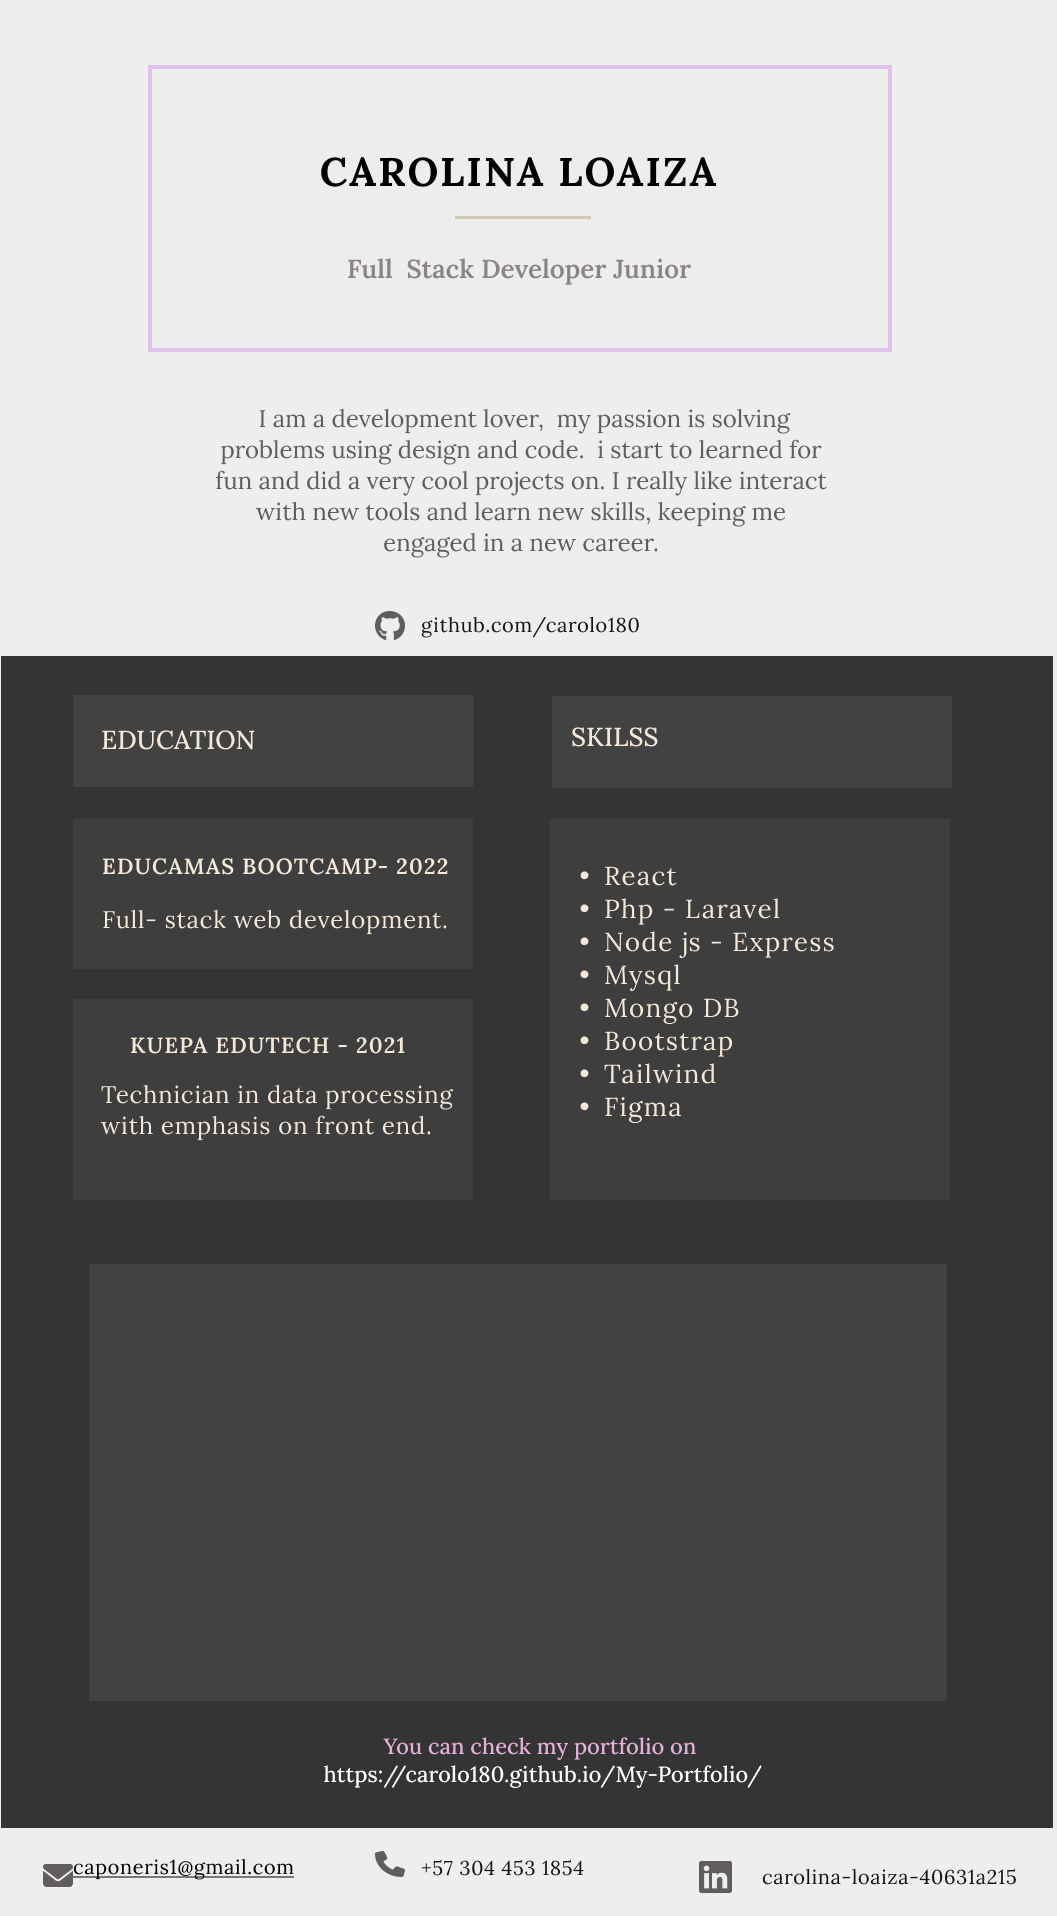 CAROLINA LOAIZA
Full Stack Developer Junior
I am a development lover, my passion is solving
problems using design and code. i start to learned for
fun and did a very cool projects on. I really like interact
with new tools and learn new skills, keeping me
engaged in a new career.
github.com/carolo180
EDUCATION
EDUCAMAS BOOTCAMP- 2022
Full- stack web development.
KUEPA EDUTECH - 2021
Technician in data processing
with emphasis on front end.
SKILSS
• React
• Php - Laravel
• Node js - Express
• Mysql
• Mongo DB
• Bootstrap
• Tailwind
• Figma
You can check my portfolio on
https://carolo180.github.io/My-Portfolio/
caponeris1@gmail.com
+57 304 453 1854
carolina-loaiza-40631a215